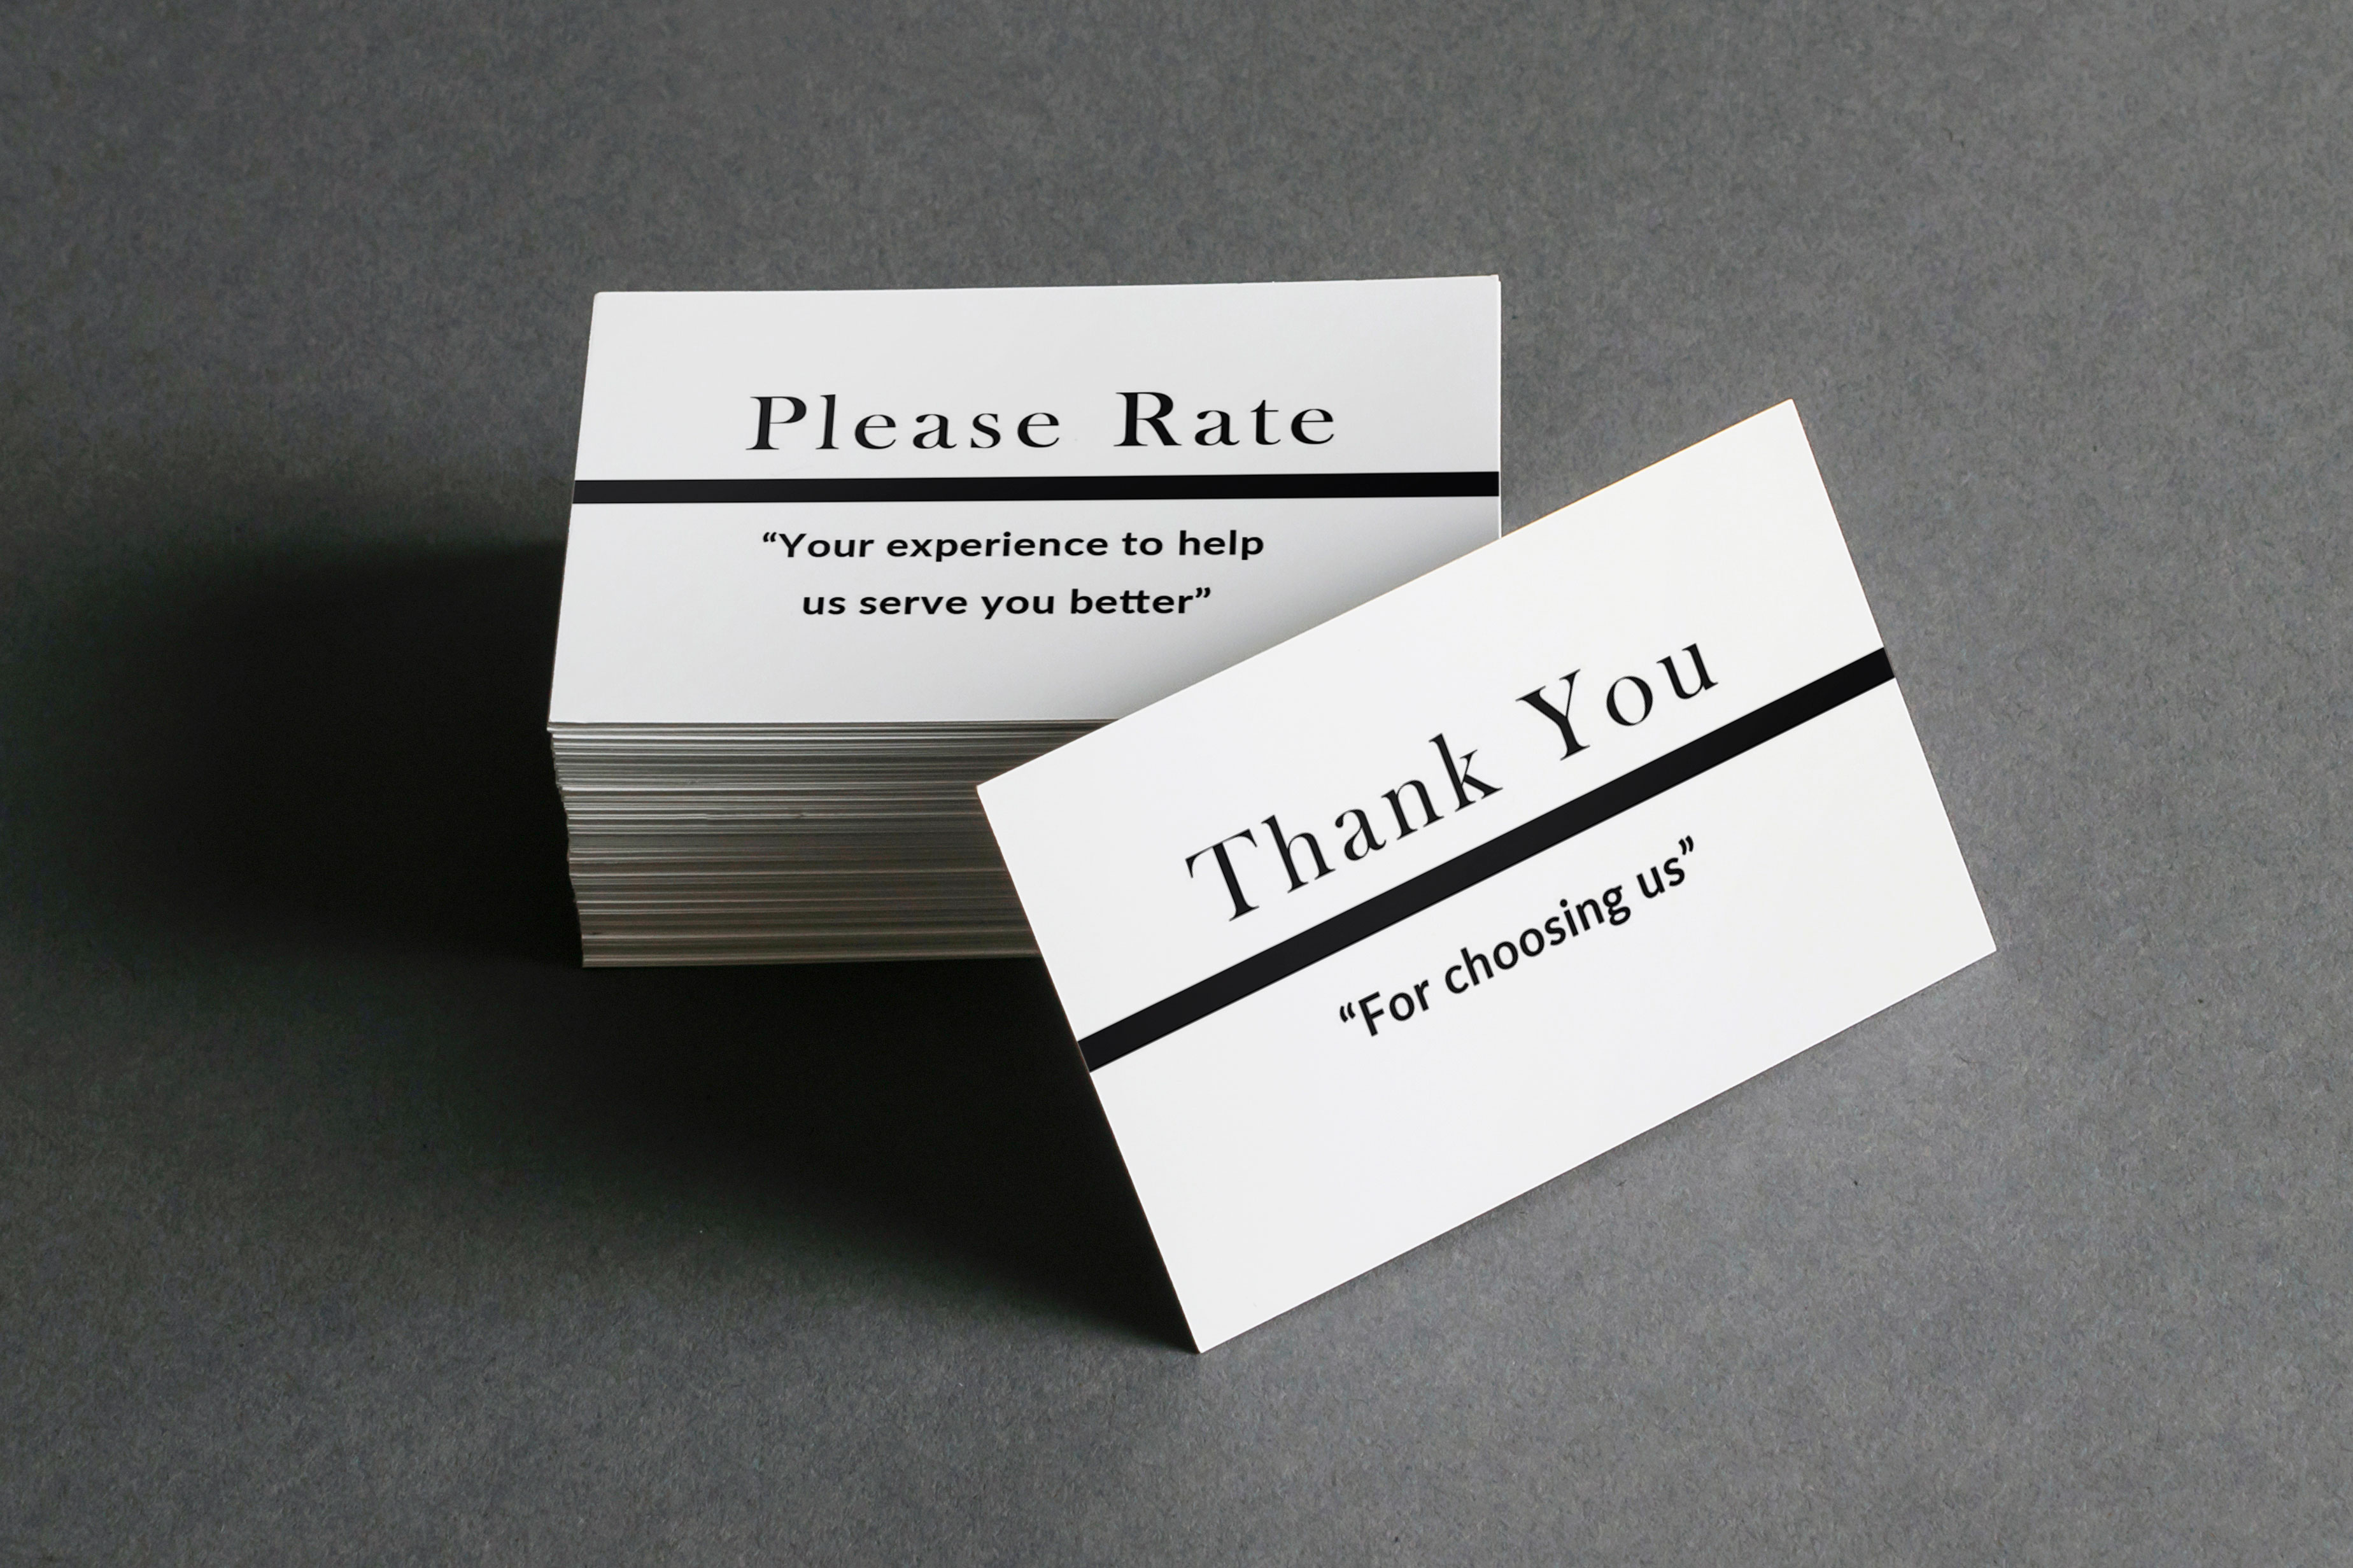 Please Rate
“Your experience to help
us serve you better”
Thank You
“For choosing us”